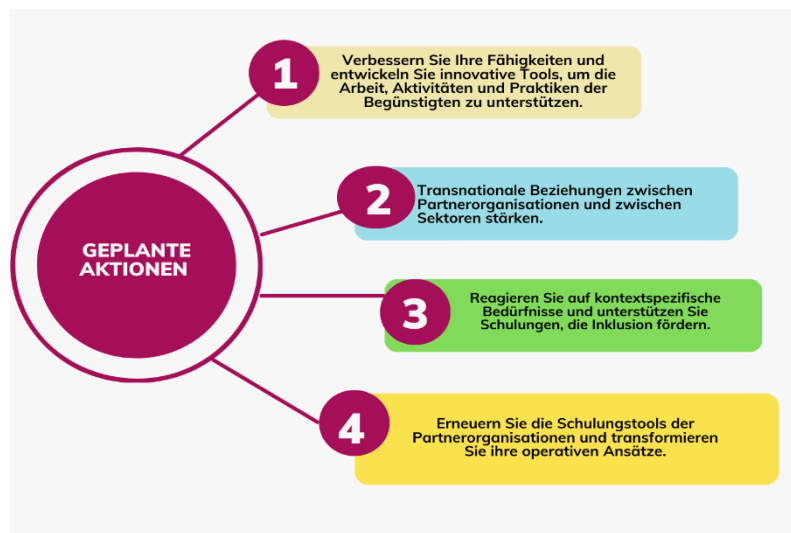 GEPLANTE
AKTIONEN
1
Verbessern Sie Ihre Fähigkeiten und
entwickeln Sie innovative Tools, um die
Arbeit, Aktivitäten und Praktiken der
Begünstigten zu unterstützen.
2
Transnationale Beziehungen zwischen
Partnerorganisationen und zwischen
Sektoren stärken.
3
Reagieren Sie auf kontextspezifische
Bedürfnisse und unterstützen Sie
Schulungen, die Inklusion fördern.
4
Erneuern Sie die Schulungstools der
Partnerorganisationen und transformieren
Sie ihre operativen Ansätze.